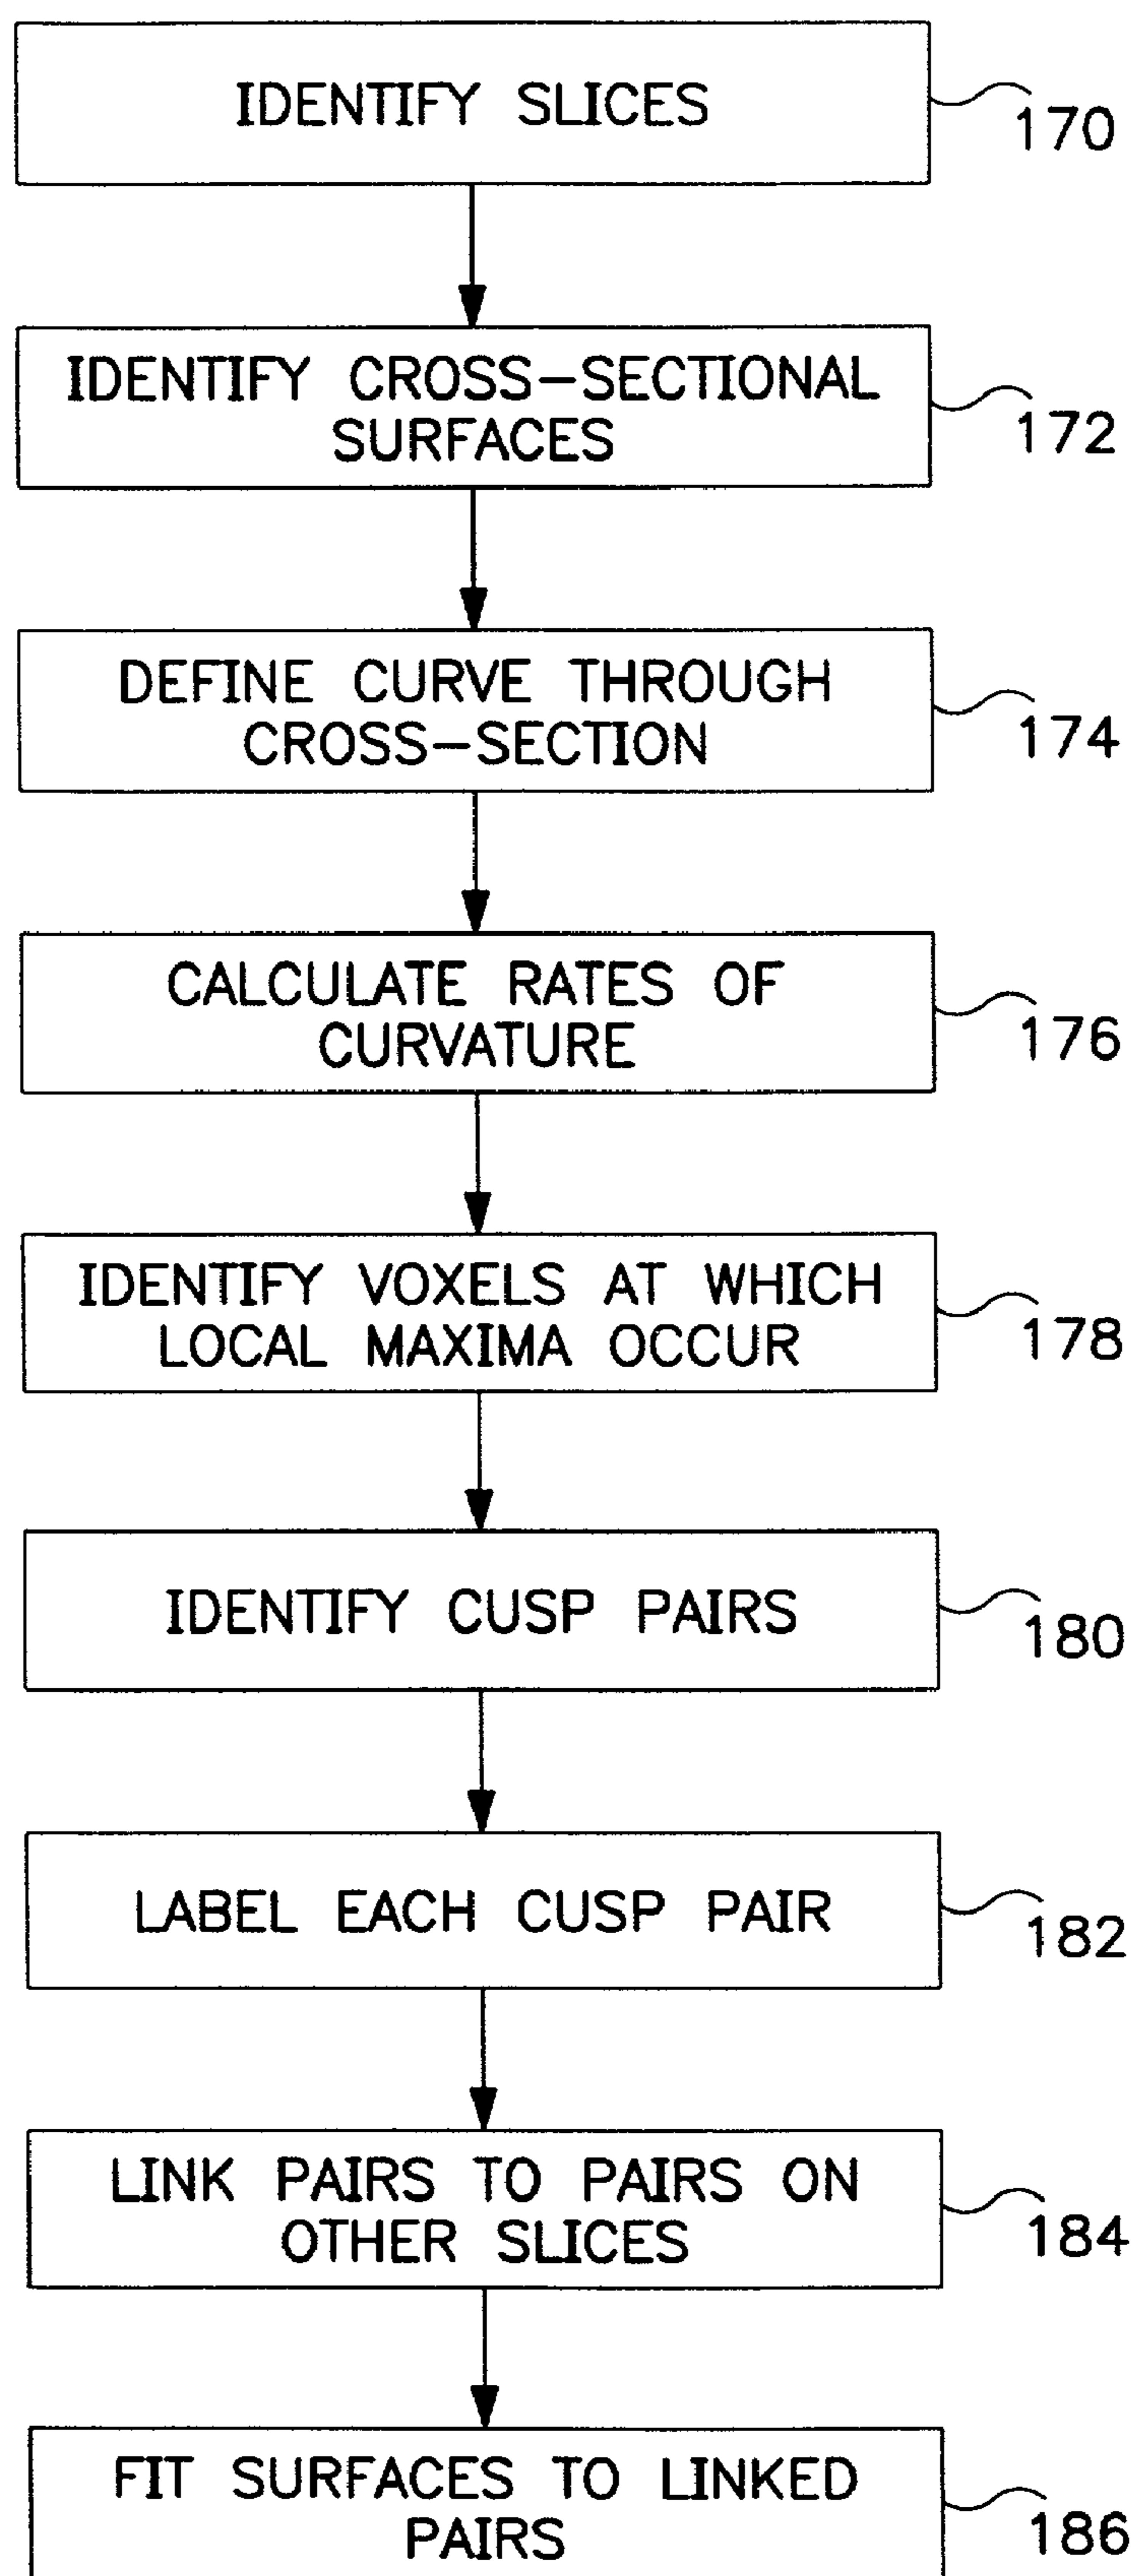 IDENTIFY SLICES
170
IDENTIFY CROSS-SECTIONAL
SURFACES
172
DEFINE CURVE THROUGH
CROSS-SECTION
174
CALCULATE RATES OF
CURVATURE
176
IDENTIFY VOXELS AT WHICH
LOCAL MAXIMA OCCUR
178
IDENTIFY CUSP PAIRS
180
LABEL EACH CUSP PAIR
182
LINK PAIRS TO PAIRS ON
OTHER SLICES
184
FIT SURFACES TO LINKED
PAIRS
186